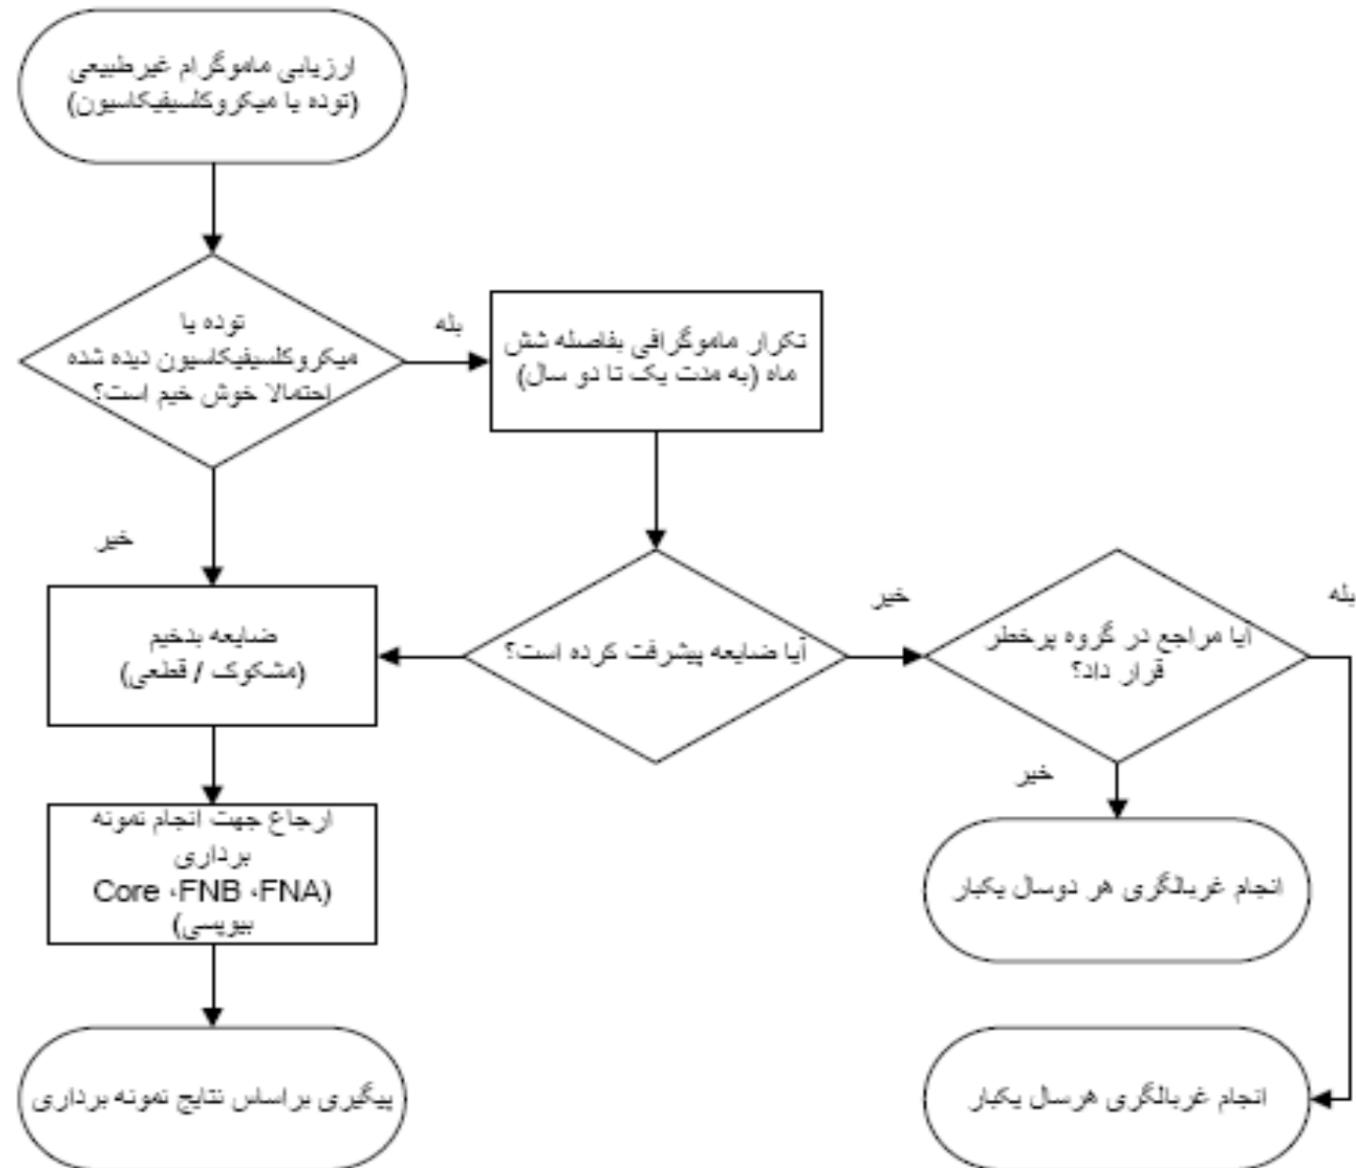 ارزیابی ماموگرام غیرطبیعی
(توده یا میکروکلسیفیکاسیون)
توده یا
میکروکلسیفیکاسیون دیده شده
احتمالا خوش خیم است؟
بله
تکرار ماموگرافی بفاصله شش
ماه (به مدت یک تا دو سال)
خیر
ضایعه بدخیم
(مشکوک / قطعی)
آیا ضایعه پیشرفت کرده است؟
خیر
آیا مراجع در گروه پرخطر
قرار داد؟
بله
خیر
ارجاع جهت انجام نمونه
برداری
(FNA، FNB، Core
بیوپسی)
انجام غربالگری هر دوسال یکبار
پیگیری براساس نتایج نمونه برداری
انجام غربالگری هرسال یکبار